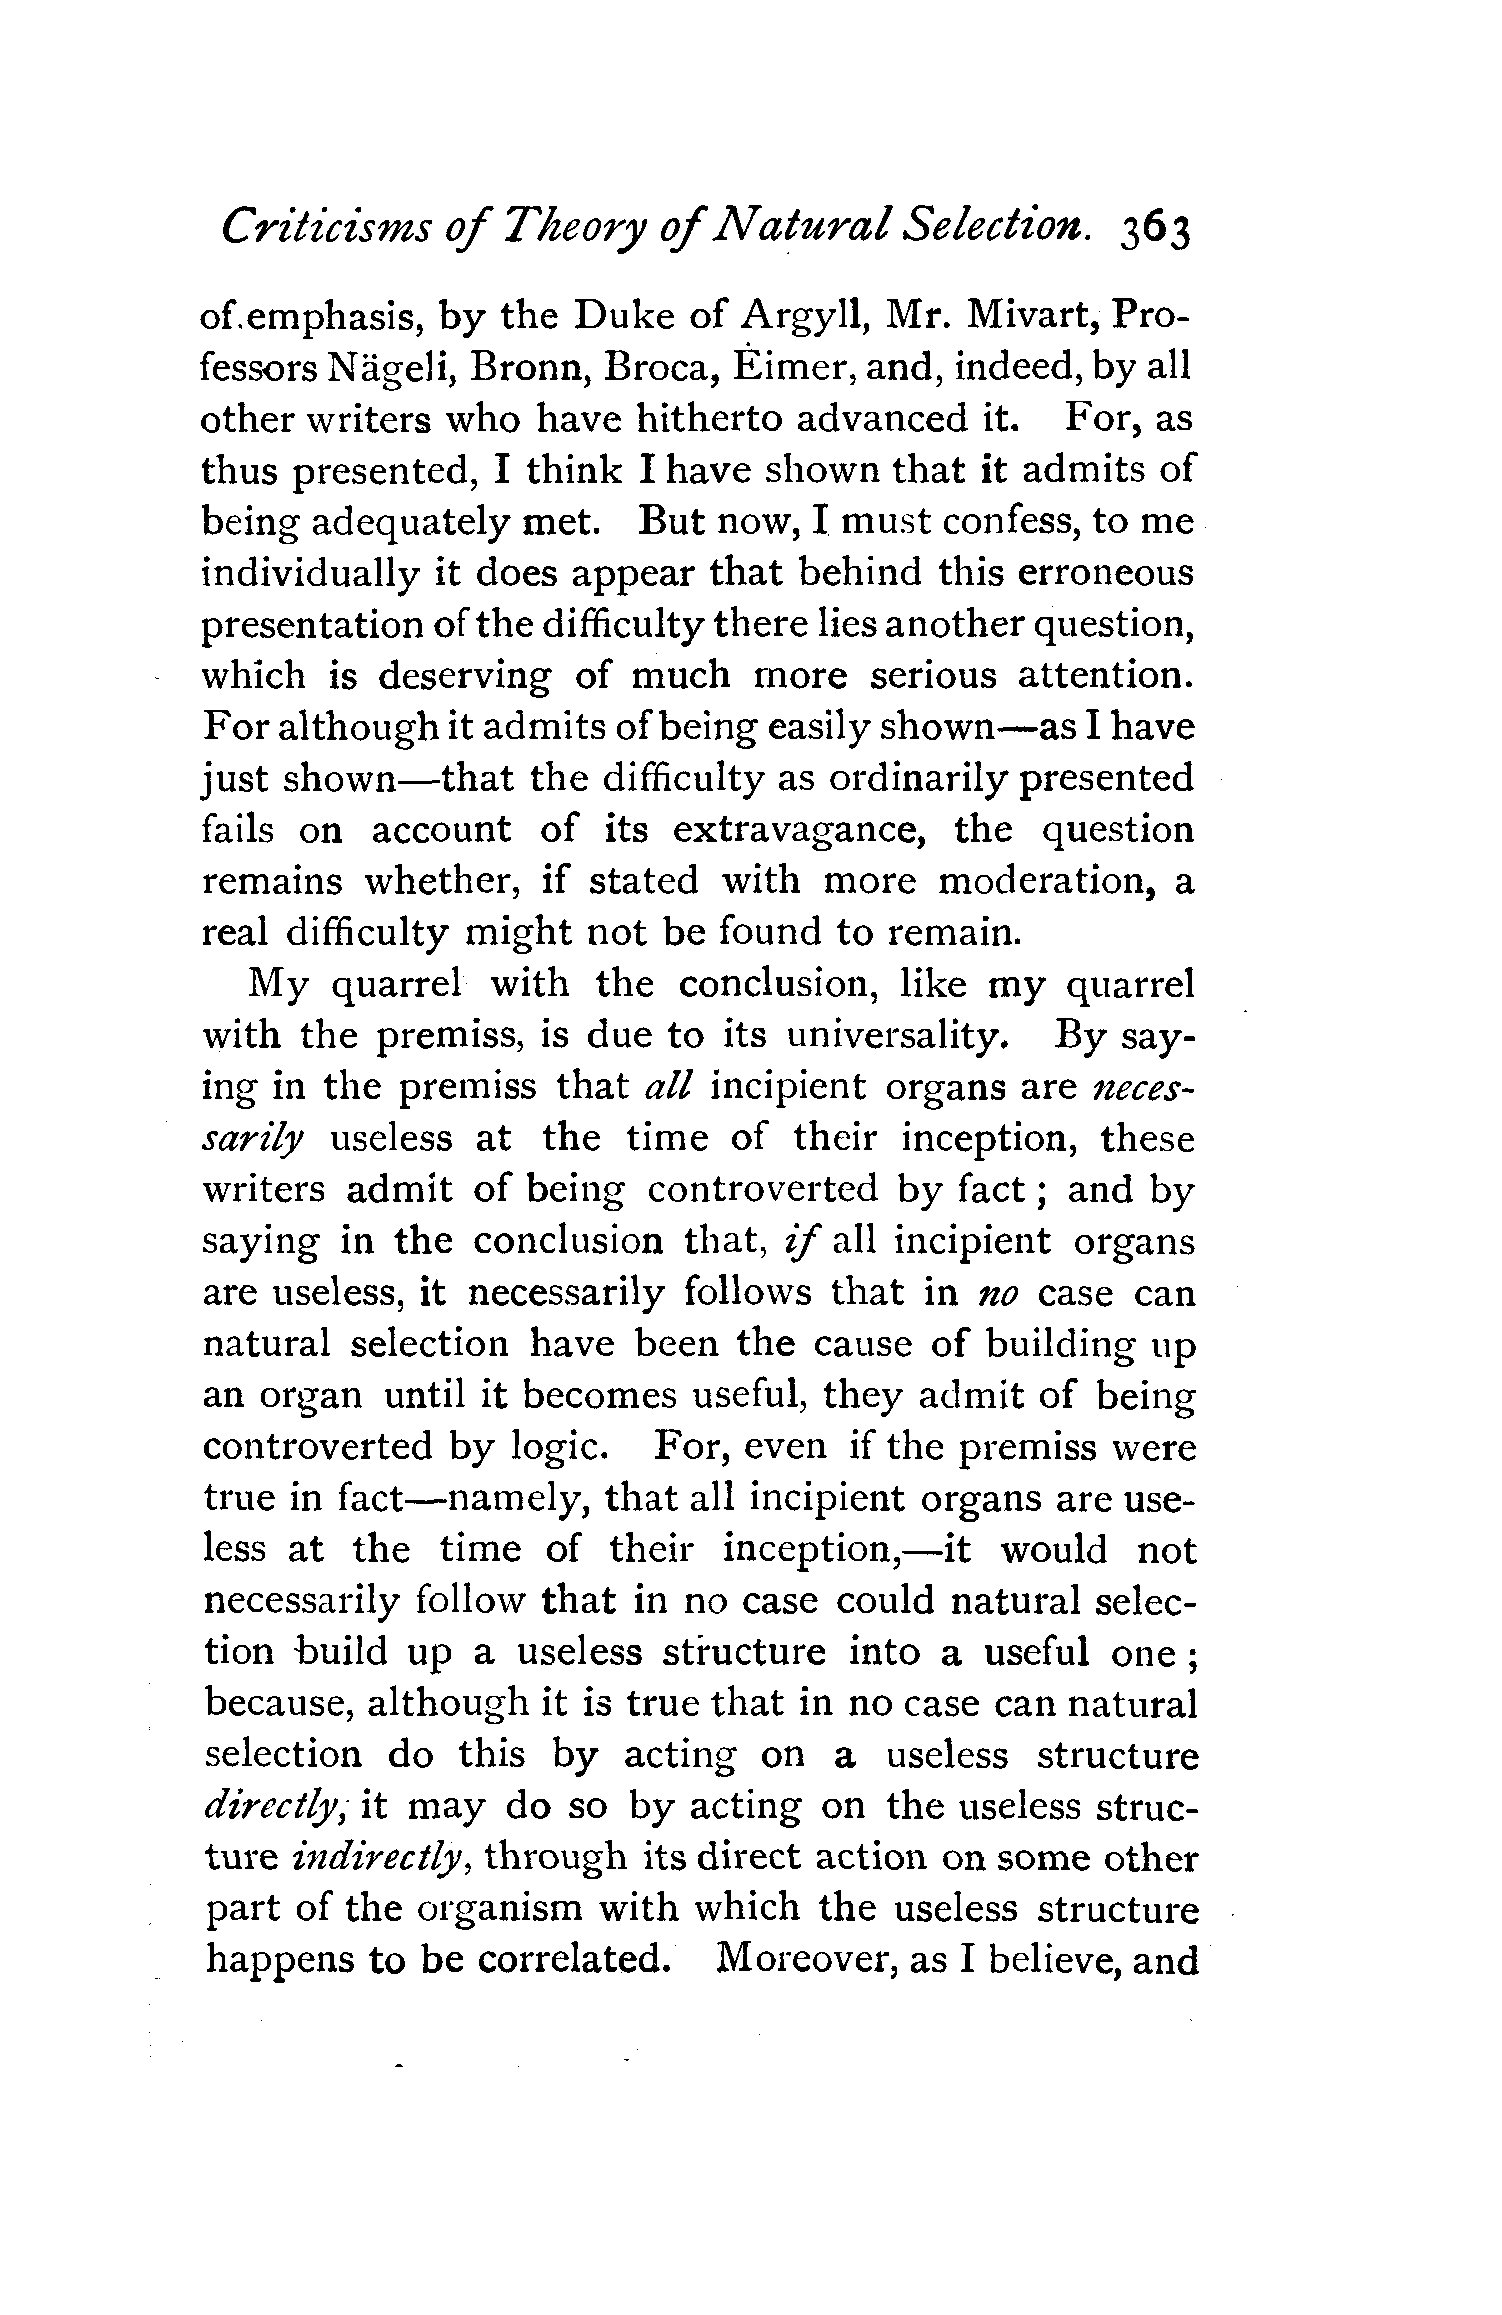 Criticisms of Theory of Natural Selection. 363
of emphasis, by the Duke of Argyll, Mr. Mivart, Pro-
fessors Nägeli, Bronn, Broca, Eimer, and, indeed, by all
other writers who have hitherto advanced it. For, as
thus presented, I think I have shown that it admits of
being adequately met. But now, I must confess, to me
individually it does appear that behind this erroneous
presentation of the difficulty there lies another question,
which is deserving of much more serious attention.
For although it admits of being easily shown—as I have
just shown—that the difficulty as ordinarily presented
fails on account of its extravagance, the question
remains whether, if stated with more moderation, a
real difficulty might not be found to remain.
My quarrel with the conclusion, like my quarrel
with the premiss, is due to its universality. By say-
ing in the premiss that all incipient organs are neces-
sarily useless at the time of their inception, these
writers admit of being controverted by fact ; and by
saying in the conclusion that, if all incipient organs
are useless, it necessarily follows that in no case can
natural selection have been the cause of building up
an organ until it becomes useful, they admit of being
controverted by logic. For, even if the premiss were
true in fact—namely, that all incipient organs are use-
less at the time of their inception,—it would not
necessarily follow that in no case could natural selec-
tion build up a useless structure into a useful one ;
because, although it is true that in no case can natural
selection do this by acting on a useless structure
directly, it may do so by acting on the useless struc-
ture indirectly, through its direct action on some other
part of the organism with which the useless structure
happens to be correlated. Moreover, as I believe, and